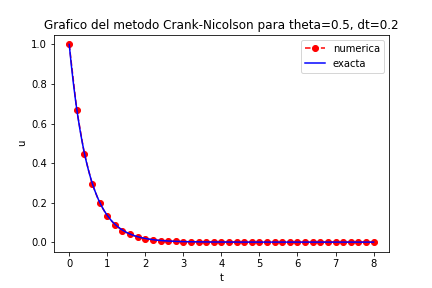 Grafico del metodo Crank-Nicolson para theta=0.5, dt=0.2
numerica
exacta
1.0
0.8
0.6
0.4
0.2
0.0
u
0 1 2 3 4 5 6 7 8
t